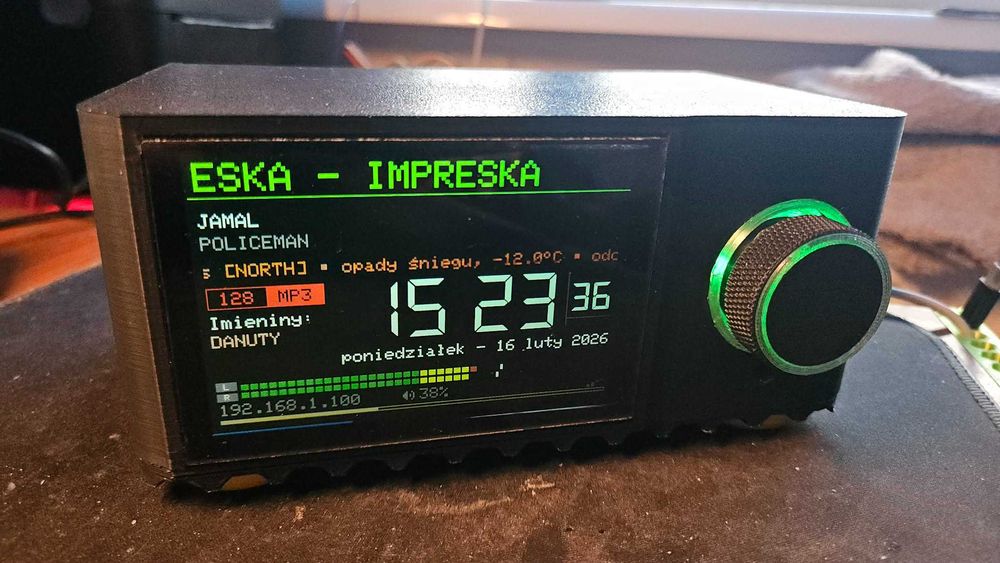 ESKA - IMPRESKA
JAMAL
POLICEMAN
[NORTH] ▪ opady śniegu, -12.0ºC ▪ odc
128 MP3
15 23 36
Imieniny:
DANUTY
poniedziałek - 16 luty 2026
L
R
192.168.1.100
38%